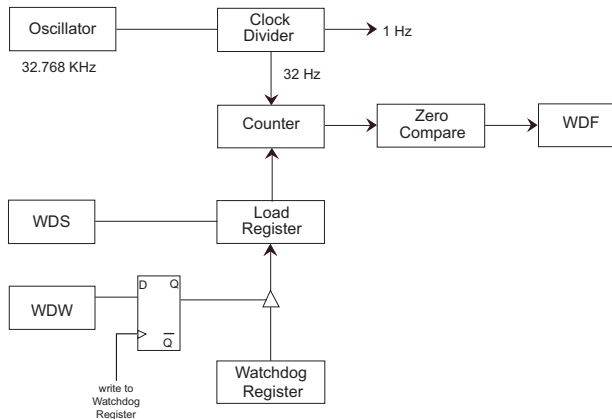 Oscillator
Clock
Divider
1 Hz
32.768 KHz
32 Hz
Counter
Zero
Compare
WDF
WDS
Load
Register
D
Q
WDW
Q
Watchdog
Register
write to
Watchdog
Register